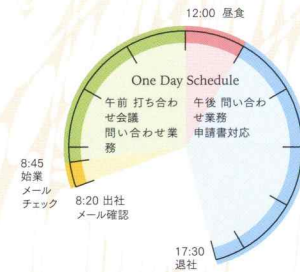 12:00 昼食
One Day Schedule
午前 打ち合わ
せ会議
問い合わせ業
務
午後 問い合わ
せ業務
申請書対応
8:45
始業
メール
チェック
8:20 出社
メール確認
17:30
退社